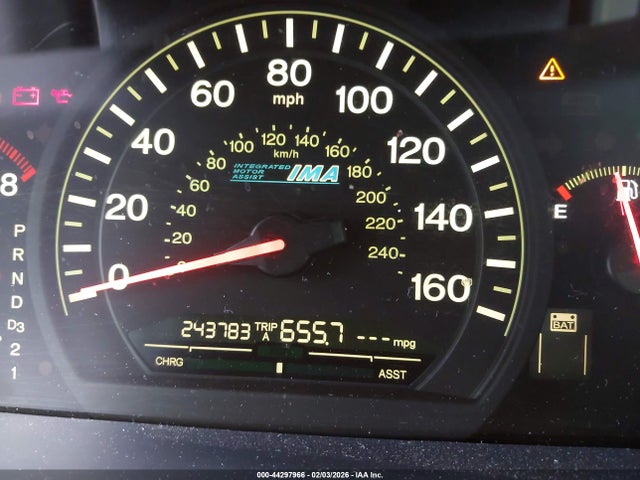 80
mph
60
100
40
120
20
140
0
160
120 140
100 160
km/h
80 180
60 200
40 220
20 240
INTEGRATED
MOTOR
ASSIST
IMA
8
P
R
N
D
D3
2
1
E
BAT
243783 TRIP A 655.7 --- mpg
CHRG ASST
©2000-44297966 - 02/03/2026 - IAA Inc.